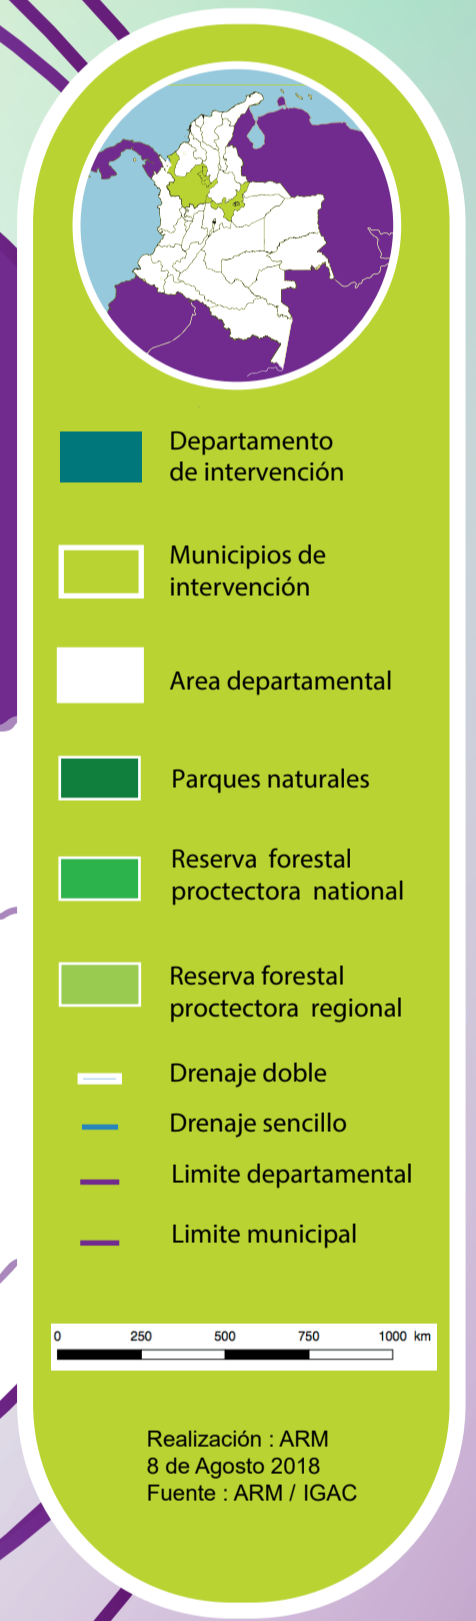 Departamento
de intervención
Municipios de
intervención
Area departamental
Parques naturales
Reserva forestal
proctectora national
Reserva forestal
proctectora regional
Drenaje doble
Drenaje sencillo
Limite departamental
Limite municipal
0 250 500 750 1000 km
Realización : ARM
8 de Agosto 2018
Fuente : ARM / IGAC